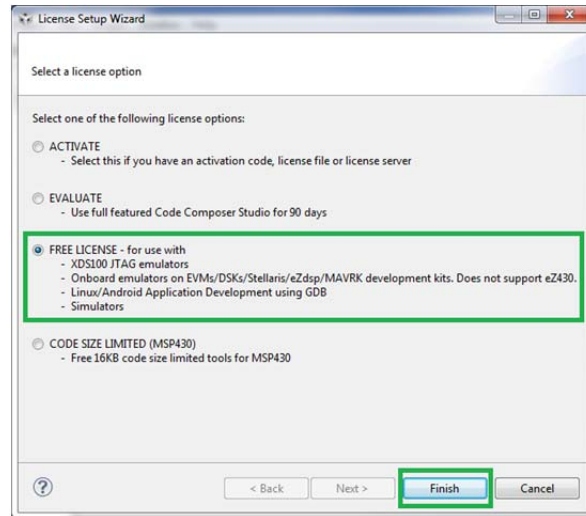 License Setup Wizard
Select a license option
Select one of the following license options:
ACTIVATE
- Select this if you have an activation code, license file or license server
EVALUATE
- Use full featured Code Composer Studio for 90 days
FREE LICENSE - for use with
- XDS100 JTAG emulators
- Onboard emulators on EVMs/DSKs/Stellaris/eZdsp/MAVRK development kits. Does not support eZ430.
- Linux/Android Application Development using GDB
- Simulators
CODE SIZE LIMITED (MSP430)
- Free 16KB code size limited tools for MSP430
? < Back Next > Finish Cancel